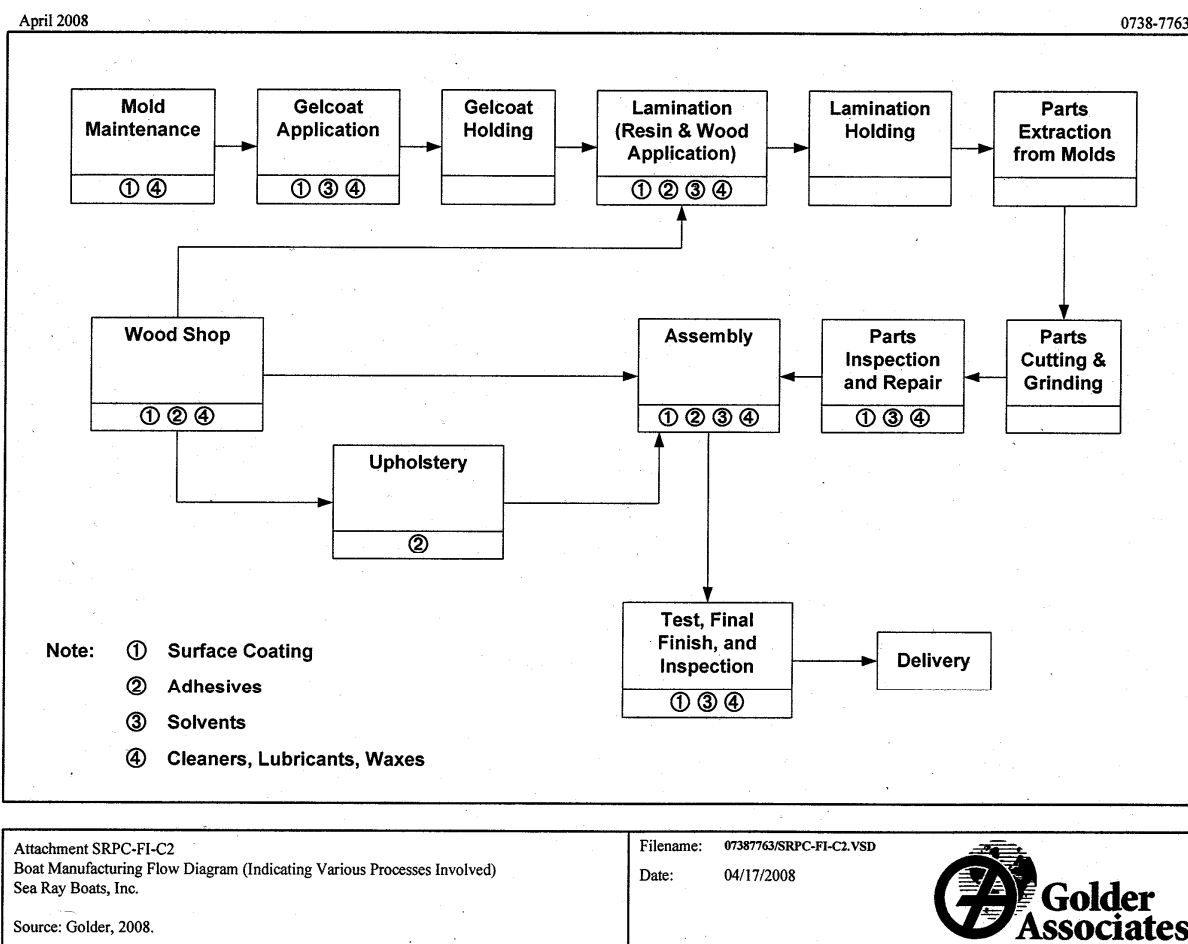 April 2008
0738-7763
Mold
Maintenance
① ④
Gelcoat
Application
① ③ ④
Gelcoat
Holding
Lamination
(Resin & Wood
Application)
① ② ③ ④
Lamination
Holding
Parts
Extraction
from Molds
Wood Shop
① ② ④
Assembly
① ② ③ ④
Parts
Inspection
and Repair
① ③ ④
Parts
Cutting &
Grinding
Upholstery
②
Test, Final
Finish, and
Inspection
① ③ ④
Delivery
Note: ① Surface Coating
② Adhesives
③ Solvents
④ Cleaners, Lubricants, Waxes
Attachment SRPC-FI-C2
Boat Manufacturing Flow Diagram (Indicating Various Processes Involved)
Sea Ray Boats, Inc.
Source: Golder, 2008.
Filename: 07387763/SRPC-FI-C2.VSD
Date: 04/17/2008
Golder
Associates